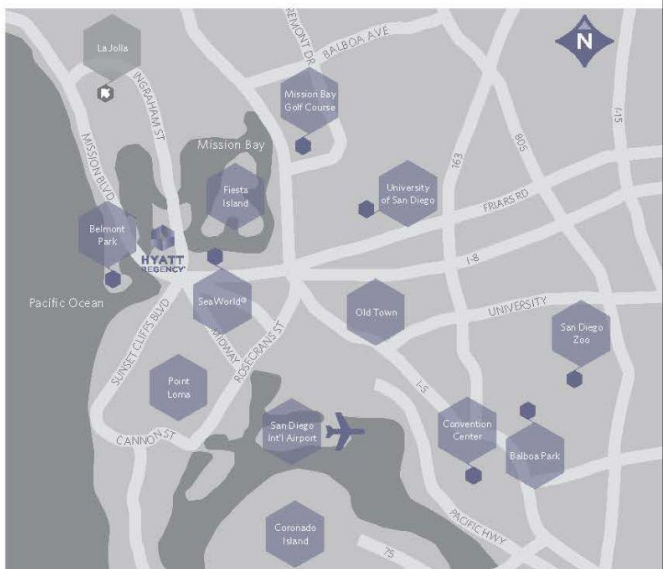 La Jolla
EMONT DR
BALBOA AVE
N
INGRAHAM ST
Mission Bay
Golf Course
I-15
805
163
MISSION BLVD
Mission Bay
Fiesta
Island
University
of San Diego
FRIARS RD
Belmont
Park
HYATT
REGENCY
I-8
Pacific Ocean
SeaWorld®
Old Town
UNIVERSITY
San Diego
Zoo
SUNSET CLIFFS BLVD
MIDWAY
ROSECRANS ST
Point
Loma
I-5
CANNON ST
San Diego
Int'l Airport
Convention
Center
Balboa Park
PACIFIC HWY
Coronado
Island
75